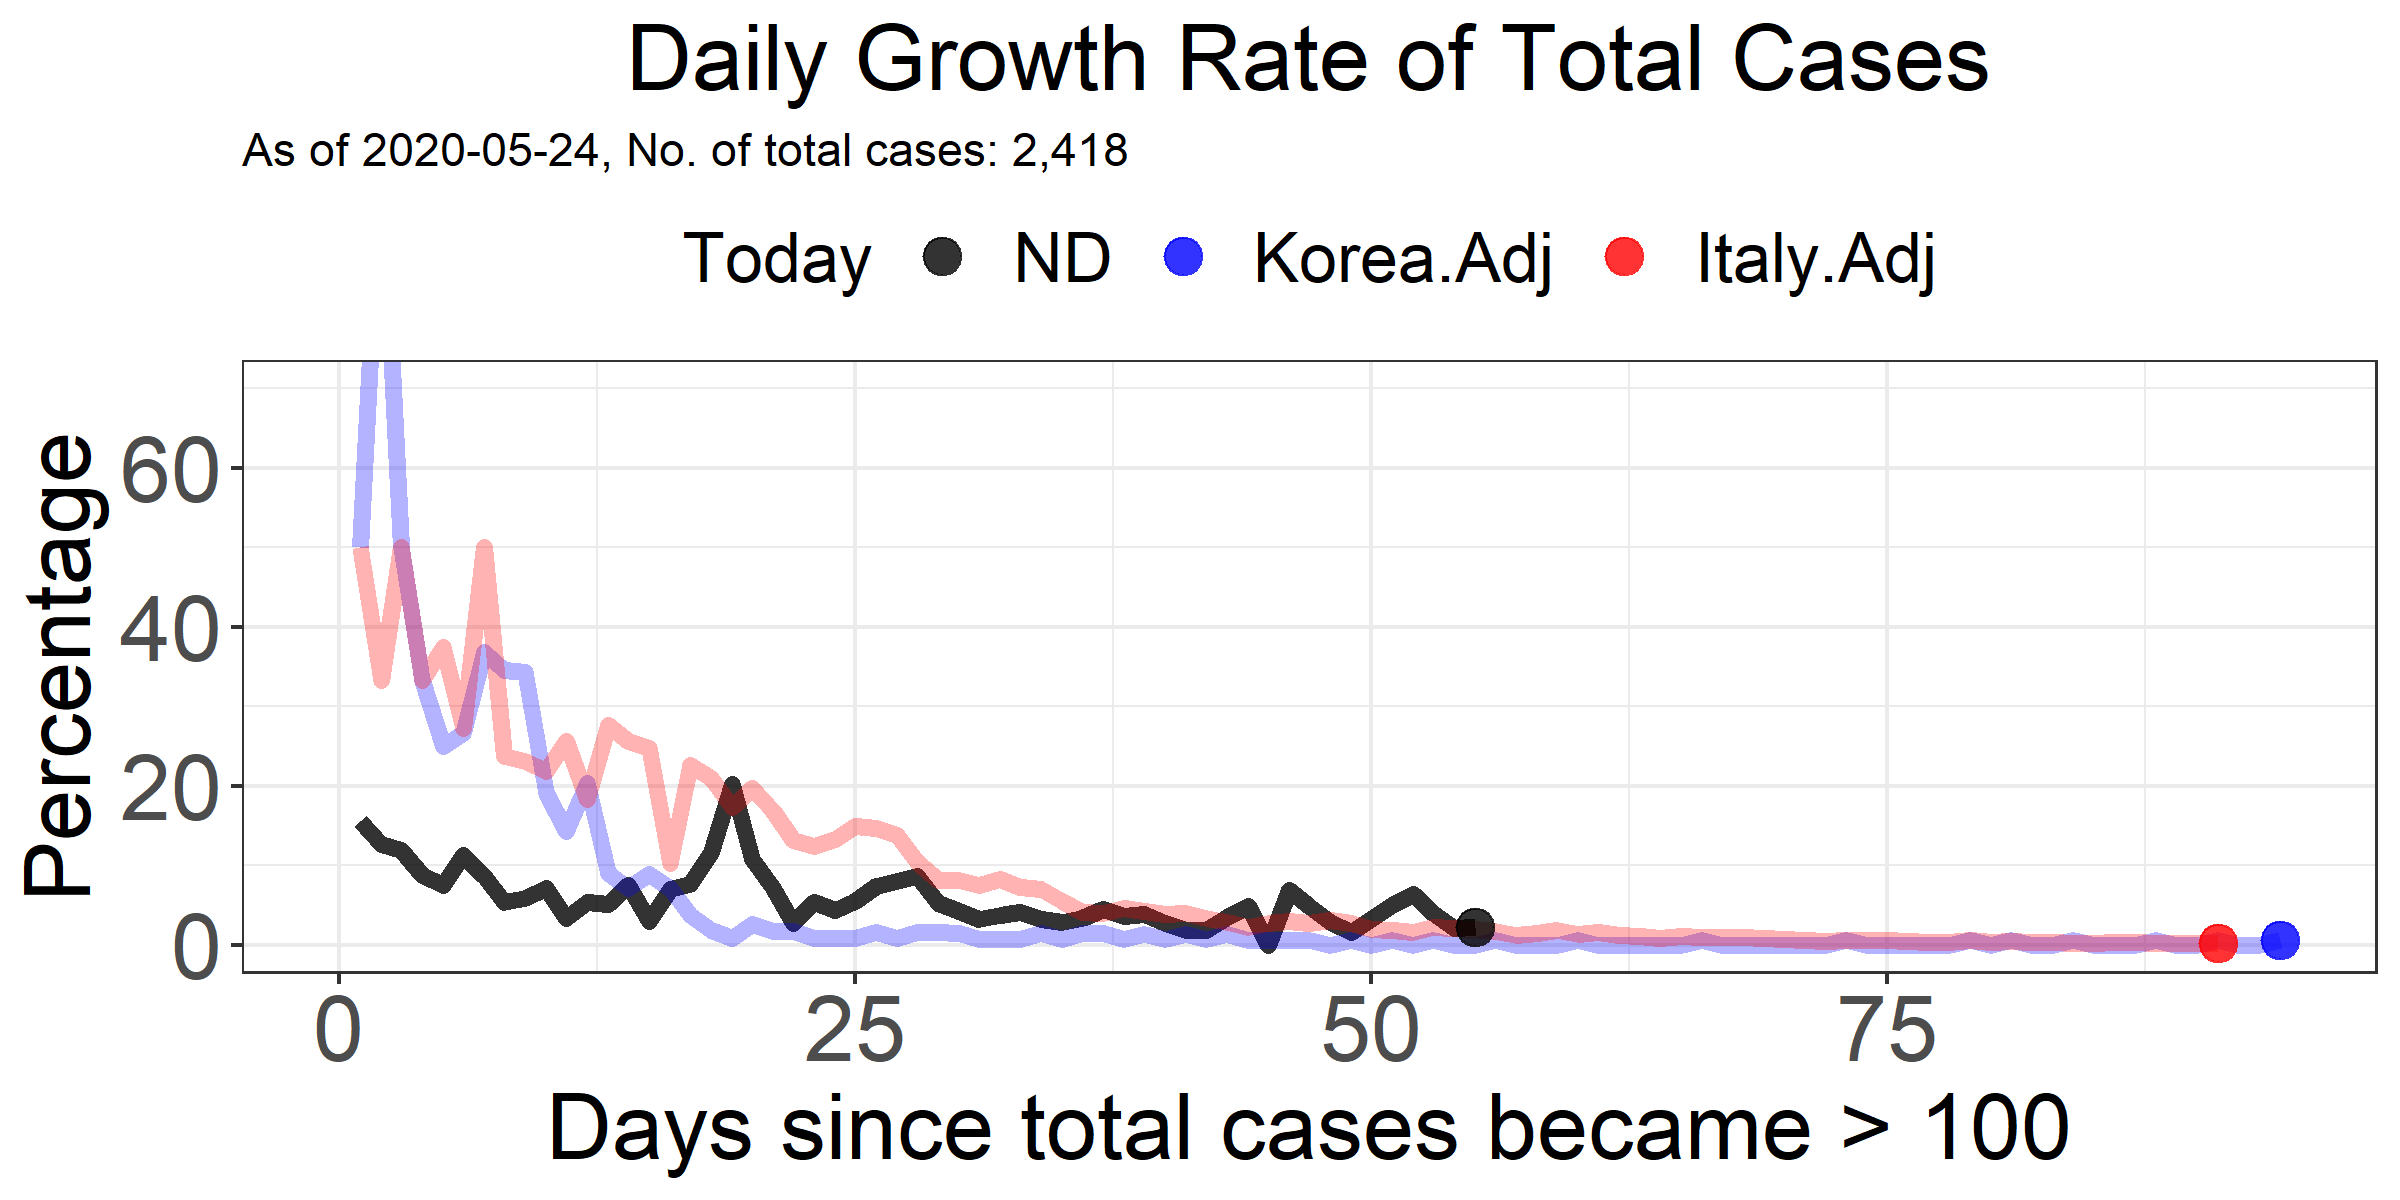 Daily Growth Rate of Total Cases
As of 2020-05-24, No. of total cases: 2,418
Today ND Korea.Adj Italy.Adj
Percentage
60
40
20
0
0 25 50 75
Days since total cases became > 100